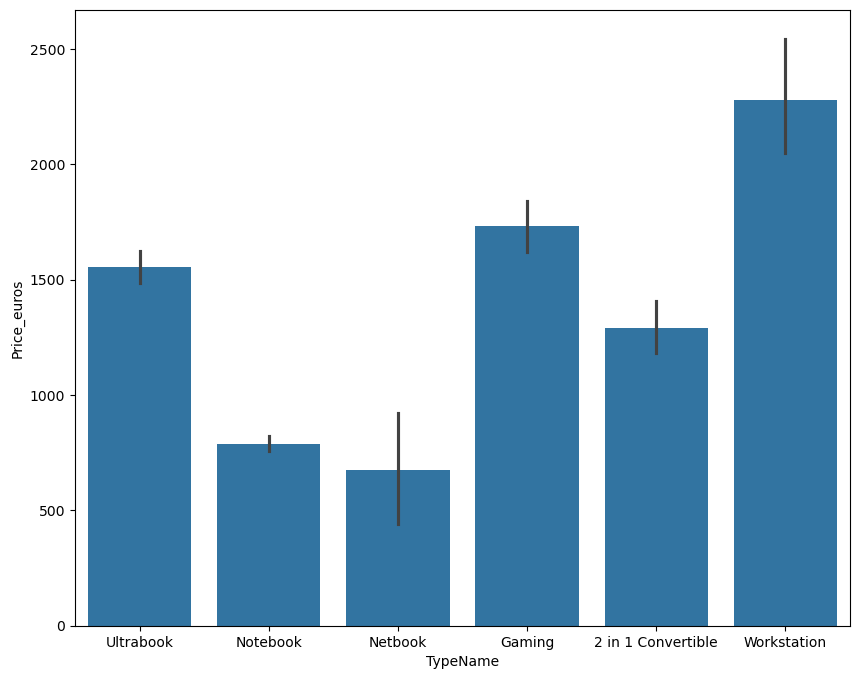 2500
2000
1500
1000
500
0
Price_euros
Ultrabook Notebook Netbook Gaming 2 in 1 Convertible Workstation
TypeName